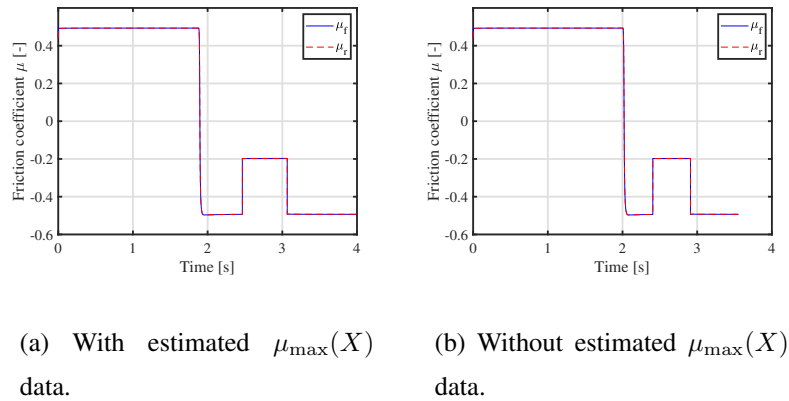 0.4
0.2
0
-0.2
-0.4
-0.6
Friction coefficient μ [-]
0 1 2 3 4
Time [s]
μf
μr
0.4
0.2
0
-0.2
-0.4
-0.6
Friction coefficient μ [-]
0 1 2 3 4
Time [s]
μf
μr
(a) With estimated μmax(X)
data.
(b) Without estimated μmax(X)
data.